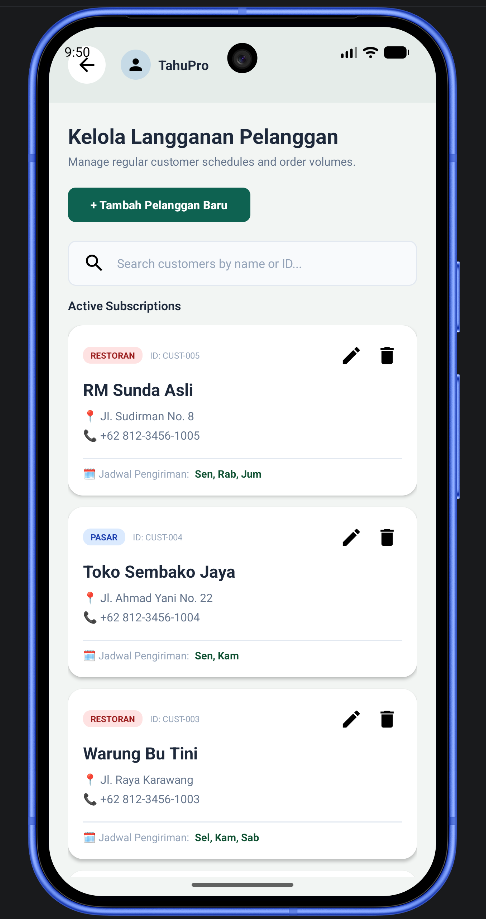 9:50
TahuPro
Kelola Langganan Pelanggan
Manage regular customer schedules and order volumes.
+ Tambah Pelanggan Baru
Search customers by name or ID...
Active Subscriptions
RESTORAN ID: CUST-005
RM Sunda Asli
📍 Jl. Sudirman No. 8
📞 +62 812-3456-1005
🗓️ Jadwal Pengiriman: Sen, Rab, Jum
PASAR ID: CUST-004
Toko Sembako Jaya
📍 Jl. Ahmad Yani No. 22
📞 +62 812-3456-1004
🗓️ Jadwal Pengiriman: Sen, Kam
RESTORAN ID: CUST-003
Warung Bu Tini
📍 Jl. Raya Karawang
📞 +62 812-3456-1003
🗓️ Jadwal Pengiriman: Sel, Kam, Sab